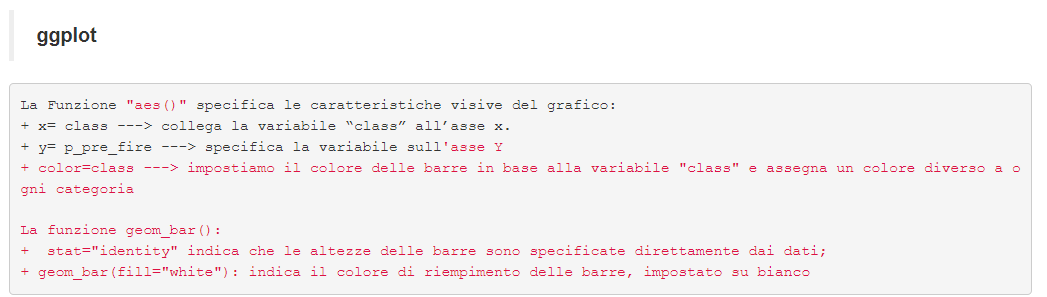 ggplot
La Funzione "aes()" specifica le caratteristiche visive del grafico:
+ x= class ---> collega la variabile “class” all’asse x.
+ y= p_pre_fire ---> specifica la variabile sull'asse Y
+ color=class ---> impostiamo il colore delle barre in base alla variabile "class" e assegna un colore diverso a o
gni categoria
La funzione geom_bar():
+  stat="identity" indica che le altezze delle barre sono specificate direttamente dai dati;
+ geom_bar(fill="white"): indica il colore di riempimento delle barre, impostato su bianco